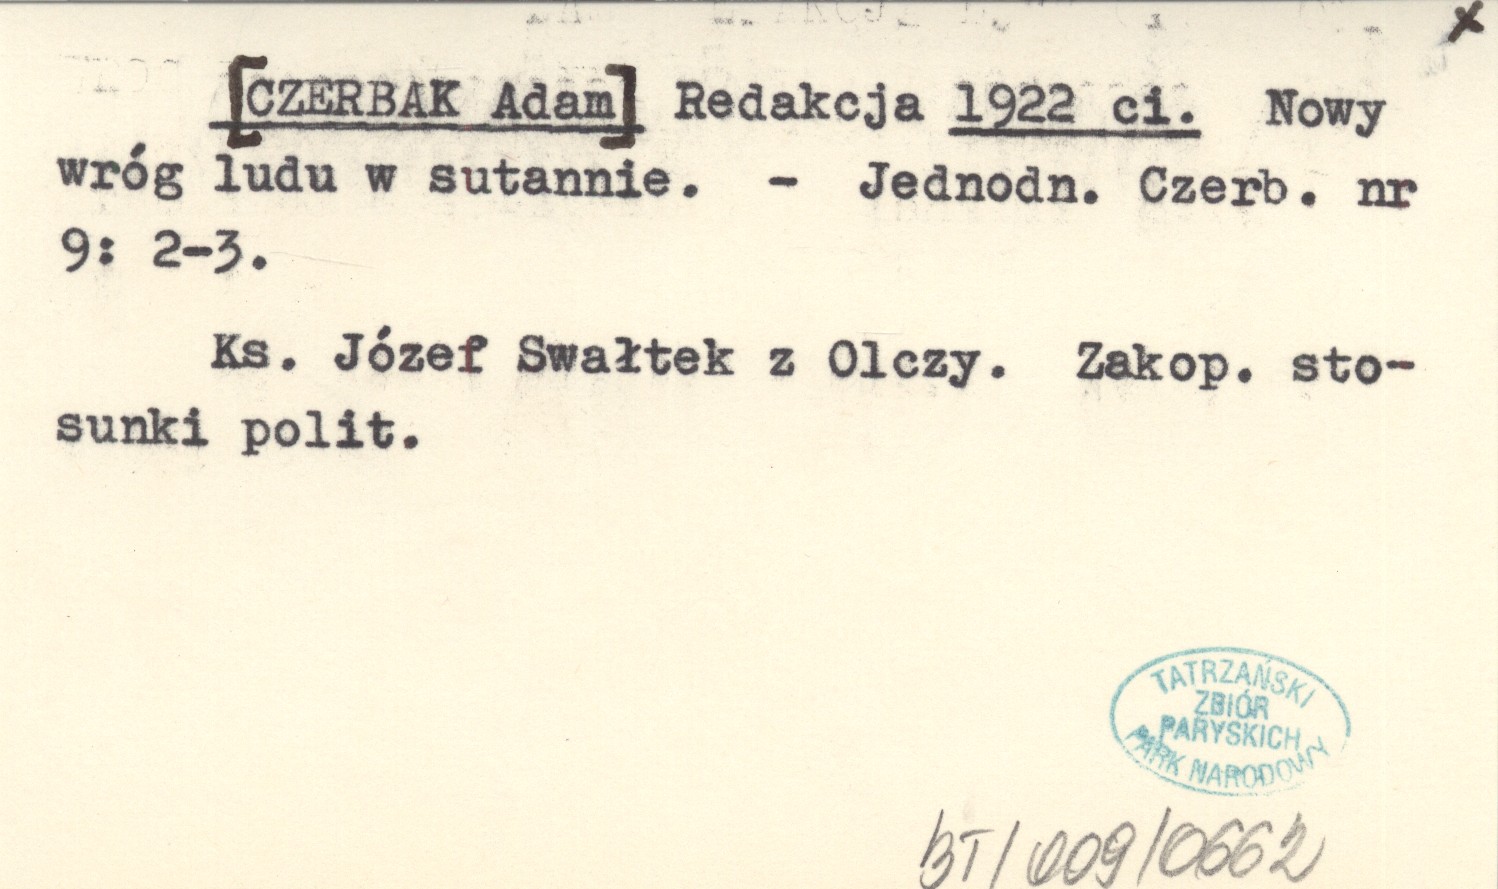 x
[CZERBAK Adam] Redakcja 1922 ci. Nowy
wróg ludu w sutannie. - Jednodn. Czerb. nr
9: 2-3.
Ks. Józef Swałtek z Olczy. Zakop. sto-
sunki polit.
TATRZAŃSKI
ZBIÓR
PARYSKICH
PARK NARODOWY
BT/009/0662